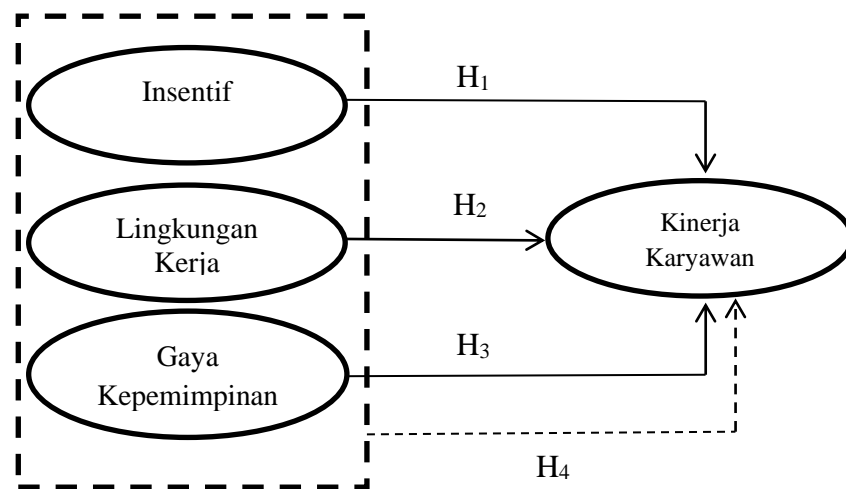 Insentif
H₁
Lingkungan
Kerja
H₂
Kinerja
Karyawan
Gaya
Kepemimpinan
H₃
H₄